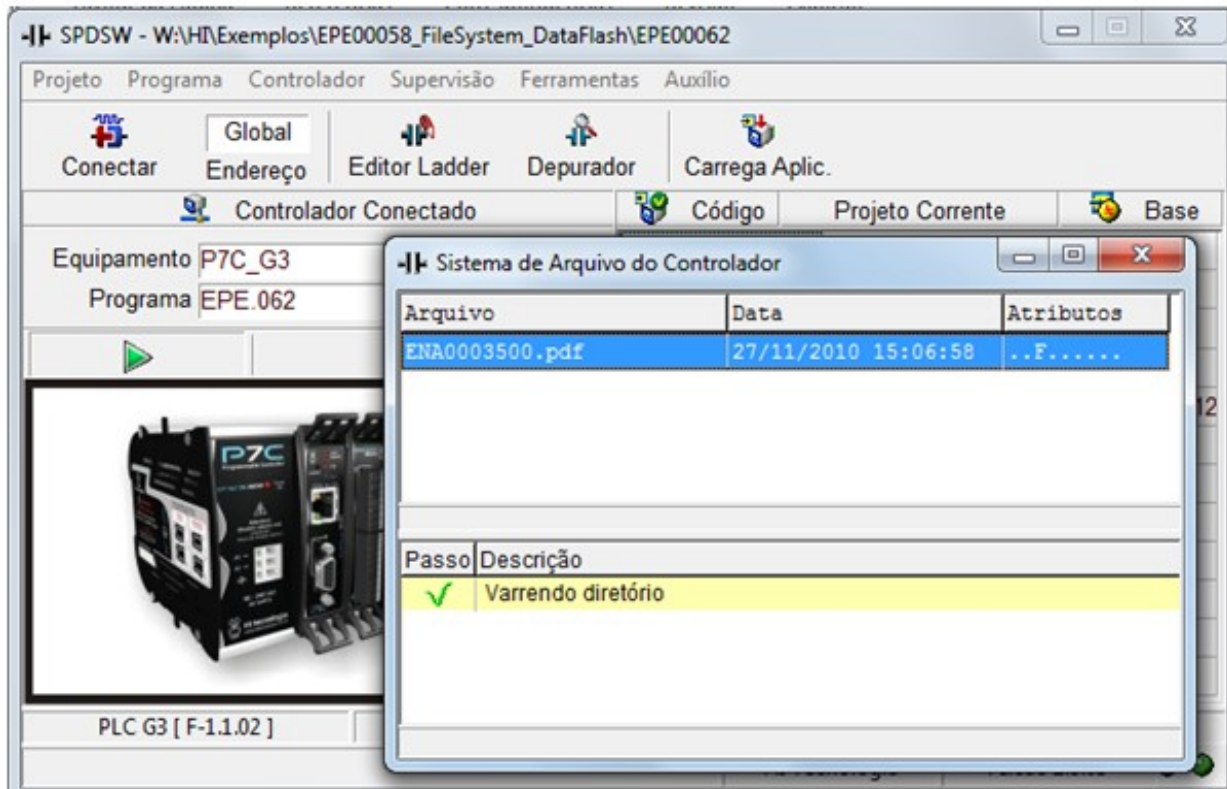 SPDSW - W:\HI\Exemplos\EPE00058_FileSystem_DataFlash\EPE00062
Projeto Programa Controlador Supervisão Ferramentas Auxílio
Global
Conectar Endereço Editor Ladder Depurador Carrega Aplic.
Controlador Conectado Código Projeto Corrente Base
Equipamento P7C_G3
Programa EPE.062
Sistema de Arquivo do Controlador
Arquivo Data Atributos
ENA0003500.pdf 27/11/2010 15:06:58 ..F......
12
P7C
Passo Descrição
Varrendo diretório
PLC G3 [ F-1.1.02 ]